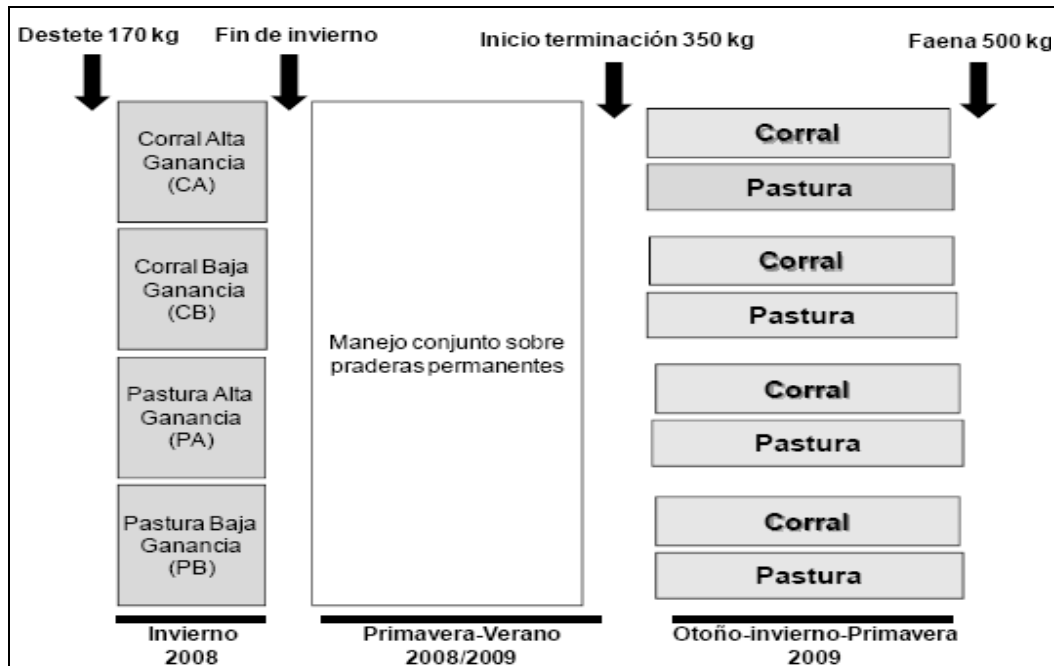 Destete 170 kg
Fin de invierno
Inicio terminación 350 kg
Faena 500 kg
Corral Alta
Ganancia
(CA)
Corral Baja
Ganancia
(CB)
Pastura Alta
Ganancia
(PA)
Pastura Baja
Ganancia
(PB)
Manejo conjunto sobre
praderas permanentes
Corral
Pastura
Corral
Pastura
Corral
Pastura
Corral
Pastura
Invierno
2008
Primavera-Verano
2008/2009
Otoño-invierno-Primavera
2009